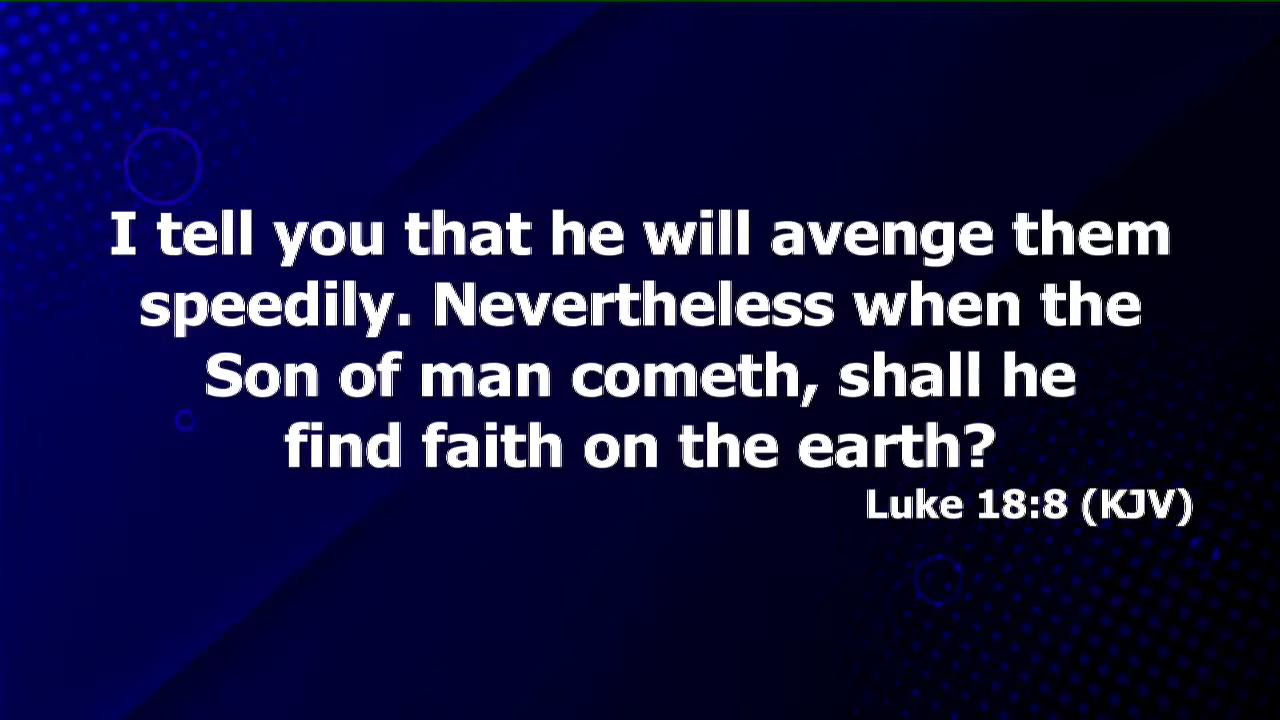 I tell you that he will avenge them
speedily. Nevertheless when the
Son of man cometh, shall he
find faith on the earth?
Luke 18:8 (KJV)